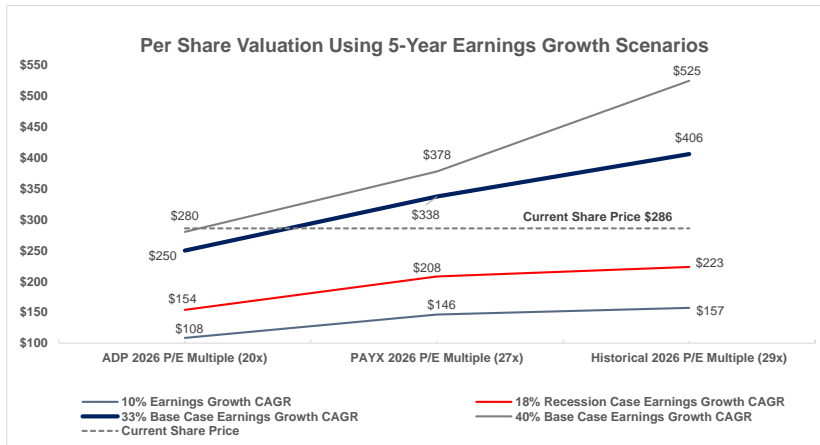 Per Share Valuation Using 5-Year Earnings Growth Scenarios
$550
$500
$450
$400
$350
$300
$250
$200
$150
$100
$525
$406
$378
$338
$280
$250
Current Share Price $286
$154
$208
$223
$108
$146
$157
ADP 2026 P/E Multiple (20x)
PAYX 2026 P/E Multiple (27x)
Historical 2026 P/E Multiple (29x)
10% Earnings Growth CAGR
18% Recession Case Earnings Growth CAGR
33% Base Case Earnings Growth CAGR
40% Base Case Earnings Growth CAGR
Current Share Price